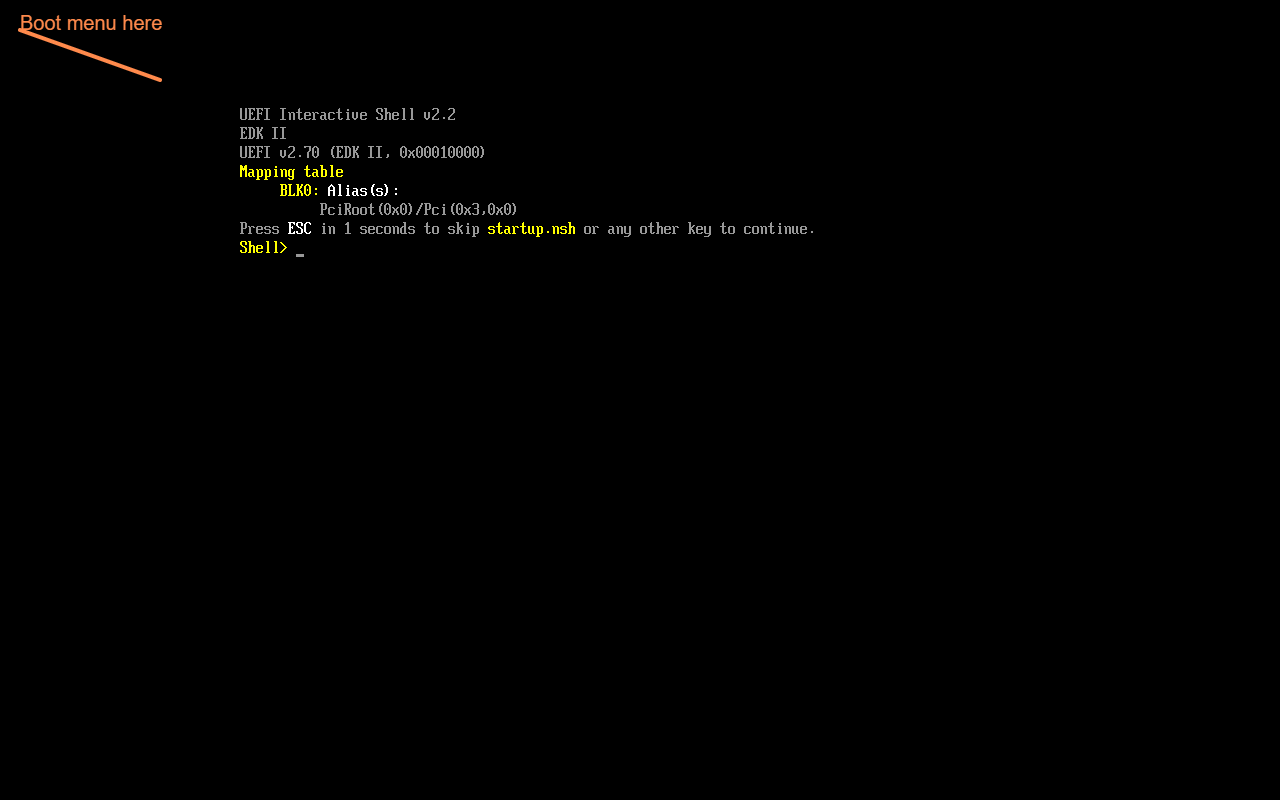 Boot menu here
UEFI Interactive Shell v2.2
EDK II
UEFI v2.70 (EDK II, 0x00010000)
Mapping table
BLK0: Alias(s):
PciRoot(0x0)/Pci(0x3,0x0)
Press ESC in 1 seconds to skip startup.nsh or any other key to continue.
Shell> _